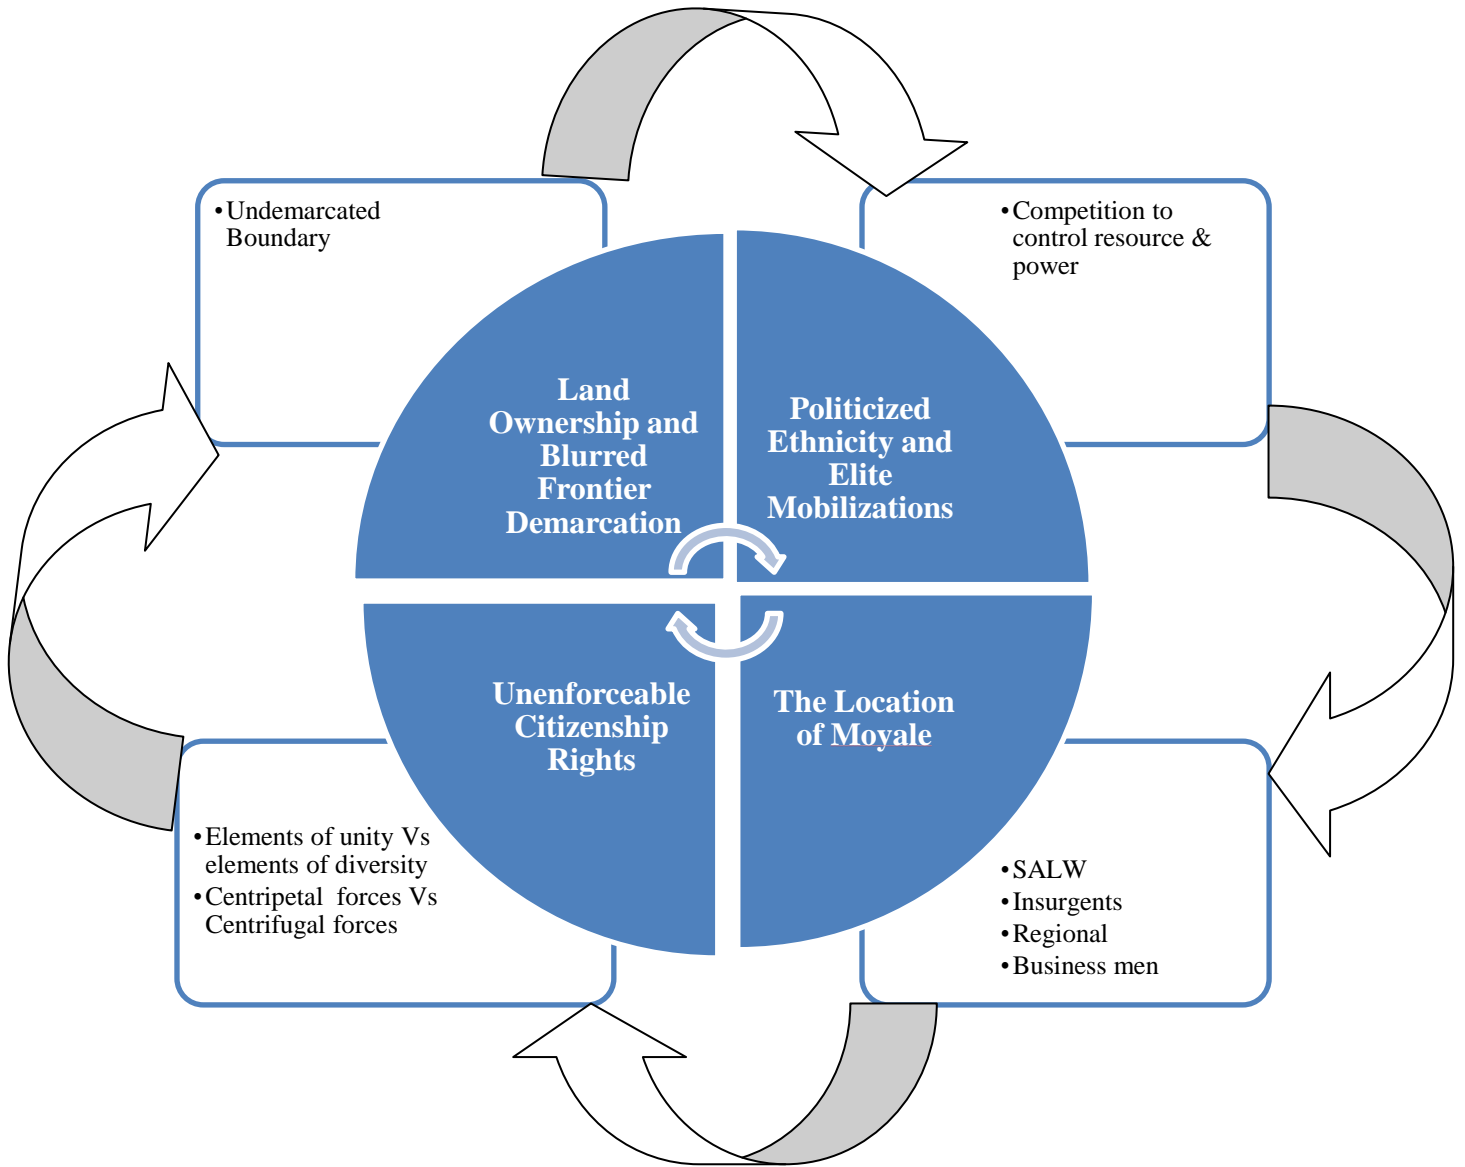 •Undemarcated
Boundary
•Competition to
control resource &
power
Land
Ownership and
Blurred
Frontier
Demarcation
Politicized
Ethnicity and
Elite
Mobilizations
Unenforceable
Citizenship
Rights
The Location
of Moyale
•Elements of unity Vs
elements of diversity
•Centripetal forces Vs
Centrifugal forces
•SALW
•Insurgents
•Regional
•Business men